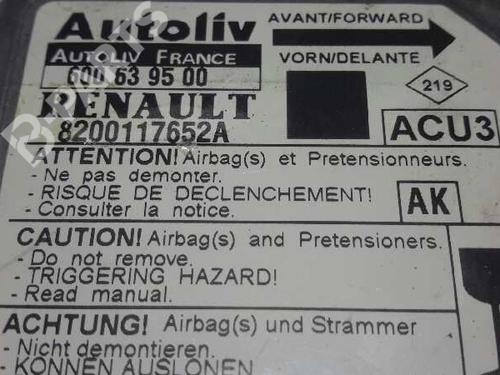 Autoliv
AVANT/FORWARD
AUTOLIV FRANCE
VORN/DELANTE
600 63 95 00
219
RENAULT
8200117652A
ACU3
ATTENTION! Airbag(s) et Pretensionneurs.
- Ne pas demonter.
- RISQUE DE DECLENCHEMENT!
- Consulter la notice.
AK
CAUTION! Airbag(s) and Pretensioners.
- Do not remove.
- TRIGGERING HAZARD!
- Read manual.
ACHTUNG! Airbag(s) und Strammer
- Nicht demontieren.
- KONNEN AUSLONEN